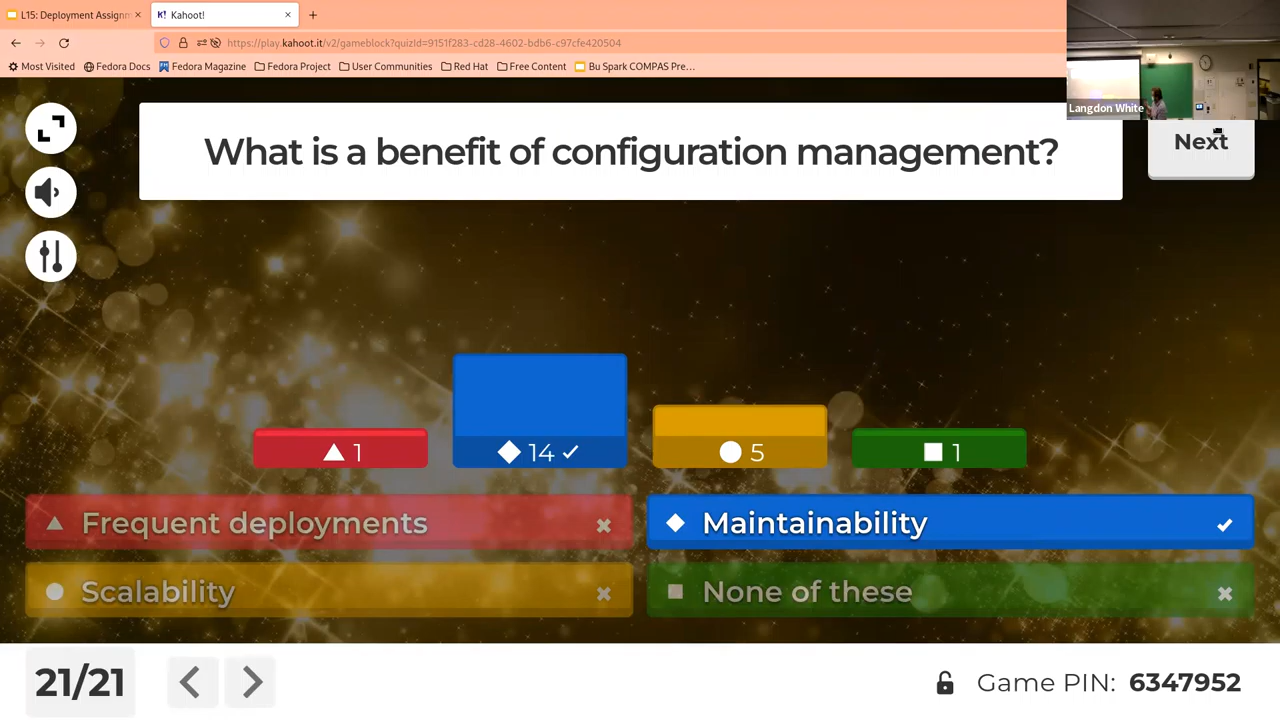 L15: Deployment Assignm
K! Kahoot!
https://play.kahoot.it/v2/gameblock?quizId=9151f283-cd28-4602-bdb6-c97cfe420504
Most Visited
Fedora Docs
Fedora Magazine
Fedora Project
User Communities
Red Hat
Free Content
Bu Spark COMPAS Pre…
Langdon White
What is a benefit of configuration management?
Next
1
14
5
1
Frequent deployments
Maintainability
Scalability
None of these
21/21
Game PIN: 6347952